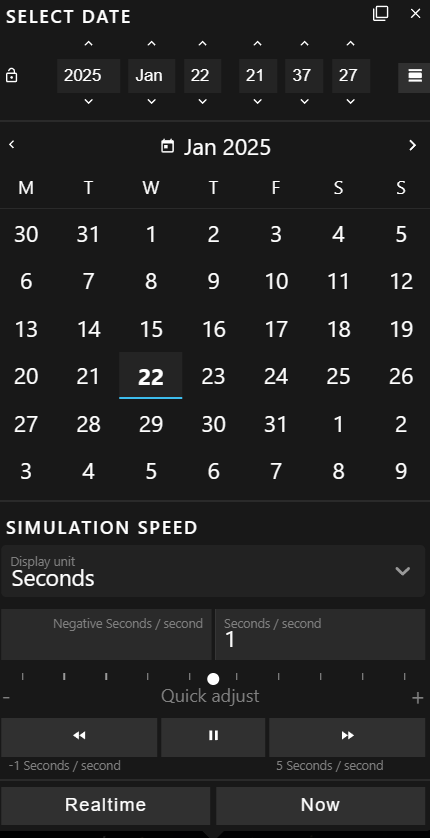 SELECT DATE
2025 Jan 22 21 37 27
Jan 2025
M T W T F S S
30 31 1 2 3 4 5
6 7 8 9 10 11 12
13 14 15 16 17 18 19
20 21 22 23 24 25 26
27 28 29 30 31 1 2
3 4 5 6 7 8 9
SIMULATION SPEED
Display unit
Seconds
Negative Seconds / second Seconds / second
1
- Quick adjust +
-1 Seconds / second 5 Seconds / second
Realtime Now